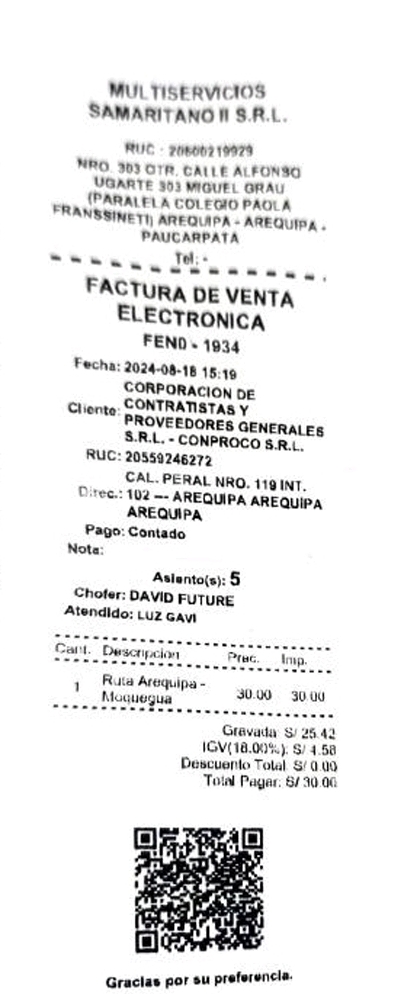 MULTISERVICIOS
SAMARITANO II S.R.L.
RUC : 20600219929
NRO. 303 OTR. CALLE ALFONSO
UGARTE 303 MIGUEL GRAU
(PARALELA COLEGIO PAOLA
FRANSSINETI) AREQUIPA - AREQUIPA -
PAUCARPATA
Tel: -
FACTURA DE VENTA
ELECTRONICA
FEN0 - 1934
Fecha: 2024-08-18 15:19
Cliente: CORPORACION DE
CONTRATISTAS Y
PROVEEDORES GENERALES
S.R.L. - CONPROCO S.R.L.
RUC: 20559246272
Direc.: CAL. PERAL NRO. 119 INT.
102 --- AREQUIPA AREQUIPA
AREQUIPA
Pago: Contado
Nota:
Asiento(s): 5
Chofer: DAVID FUTURE
Atendido: LUZ GAVI
Cant. Descripcion Prec. Imp.
1 Ruta Arequipa - 30.00 30.00
Moquegua
Gravada: S/ 25.42
IGV(18.00%): S/ 4.58
Descuento Total: S/ 0.00
Total Pagar: S/ 30.00
Gracias por su preferencia.